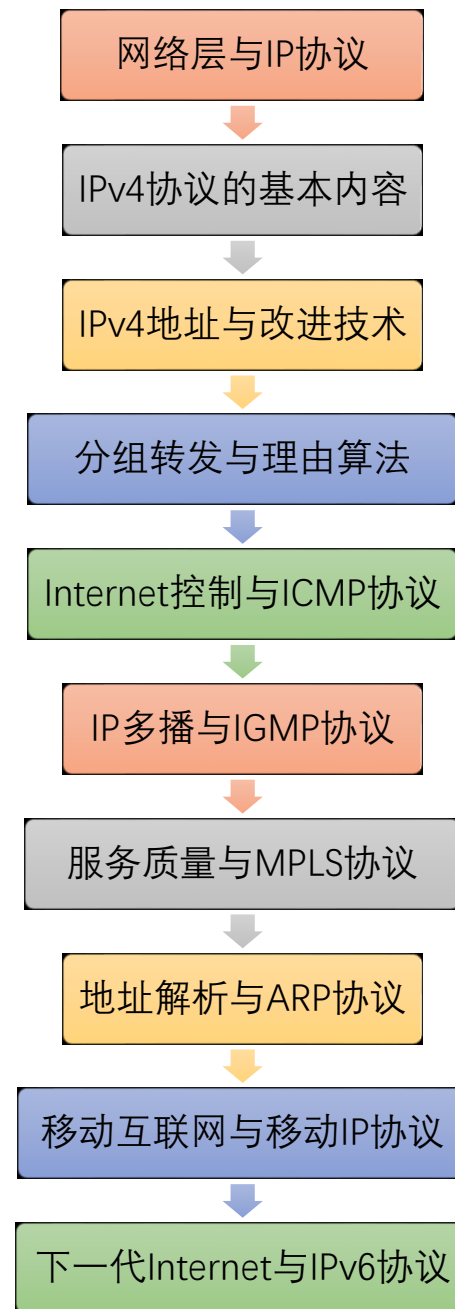 网络层与IP协议
IPv4协议的基本内容
IPv4地址与改进技术
分组转发与理由算法
Internet控制与ICMP协议
IP多播与IGMP协议
服务质量与MPLS协议
地址解析与ARP协议
移动互联网与移动IP协议
下一代Internet与IPv6协议